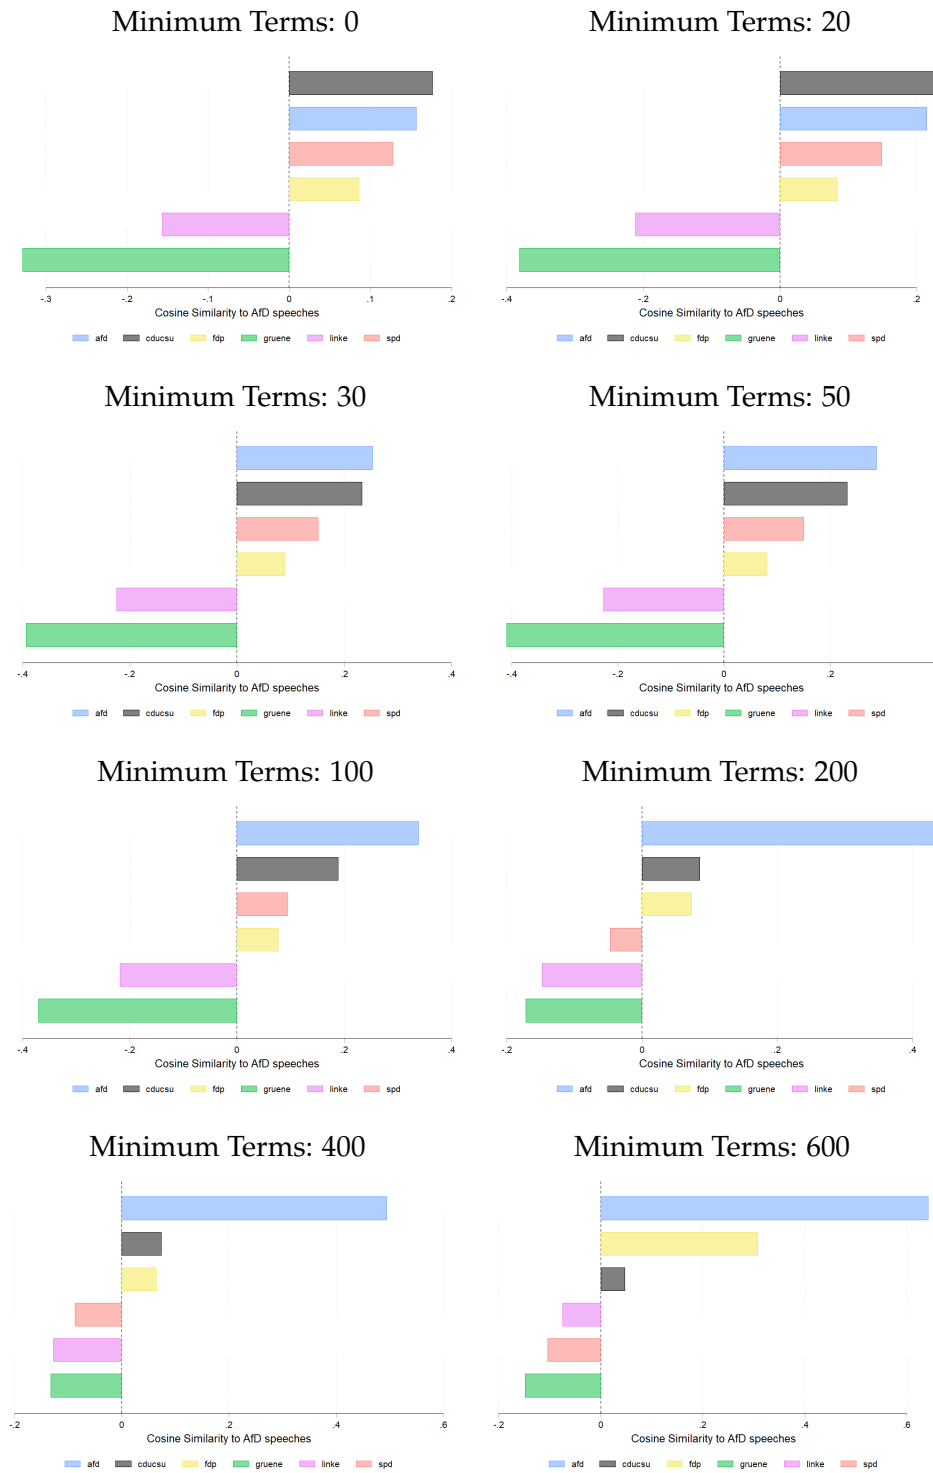 Minimum Terms: 0
-.3 -.2 -.1 0 .1 .2
Cosine Similarity to AfD speeches
afd cducsu fdp gruene linke spd
Minimum Terms: 20
-.4 -.2 0 .2
Cosine Similarity to AfD speeches
afd cducsu fdp gruene linke spd
Minimum Terms: 30
-.4 -.2 0 .2 .4
Cosine Similarity to AfD speeches
afd cducsu fdp gruene linke spd
Minimum Terms: 50
-.4 -.2 0 .2
Cosine Similarity to AfD speeches
afd cducsu fdp gruene linke spd
Minimum Terms: 100
-.4 -.2 0 .2 .4
Cosine Similarity to AfD speeches
afd cducsu fdp gruene linke spd
Minimum Terms: 200
-.2 0 .2 .4
Cosine Similarity to AfD speeches
afd cducsu fdp gruene linke spd
Minimum Terms: 400
-.2 0 .2 .4 .6
Cosine Similarity to AfD speeches
afd cducsu fdp gruene linke spd
Minimum Terms: 600
-.2 0 .2 .4 .6
Cosine Similarity to AfD speeches
afd cducsu fdp gruene linke spd